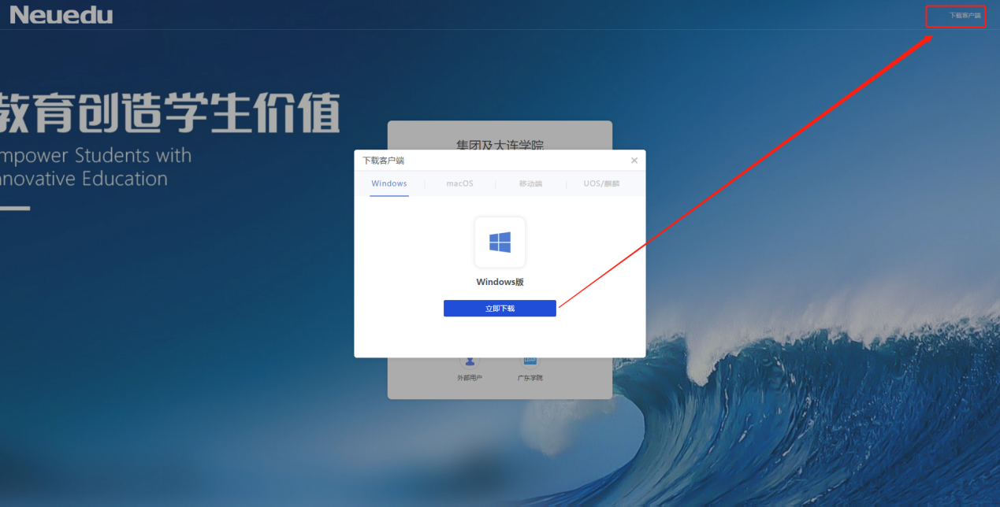 Neuedu
下载客户端
教育创造学生价值
mpower Students with
nnovative Education
集团及大连学院
下载客户端
Windows
macOS
移动端
UOS/麒麟
Windows版
立即下载
LDAP
外部用户
广东学院